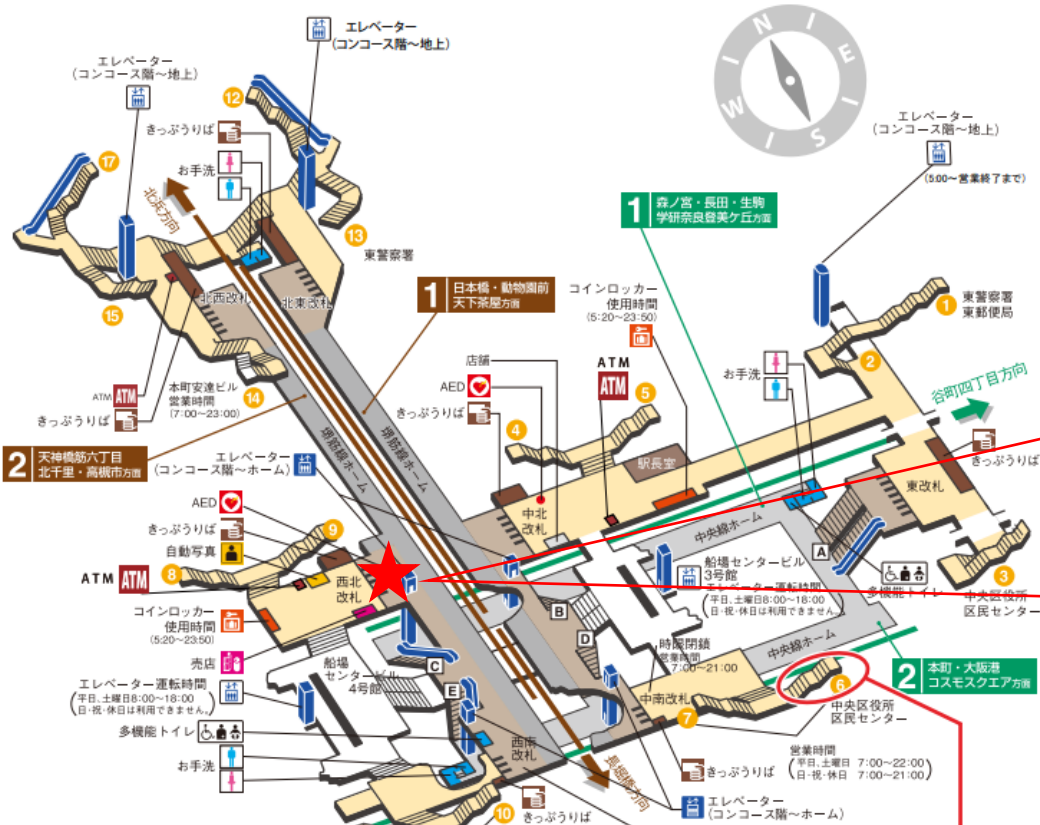 エレベーター
(コンコース階～地上)
エレベーター
(コンコース階～地上)
N
E
S
W
I
I
I
I
12
きっぷうりば
エレベーター
(コンコース階～地上)
(5:00～営業終了まで)
17
お手洗
北浜方向
13
東警察署
1 森ノ宮・長田・生駒
学研奈良登美ケ丘方面
北西改札
北東改札
15
1 日本橋・動物園前
天下茶屋方面
コインロッカー
使用時間
(5:20～23:50)
1
東警察署
東郵便局
2
店舗
ATM
ATM
お手洗
谷町四丁目方向
ATM ATM
きっぷうりば
本町安達ビル
営業時間
(7:00～23:00)
14
AED
きっぷうりば
5
4
堺筋線ホーム
堺筋線ホーム
駅長室
きっぷうりば
2 天神橋筋六丁目
北千里・高槻市方面
エレベーター
(コンコース階～ホーム)
中北
改札
東改札
AED
きっぷうりば
自動写真
9
中央線ホーム
A
ATM ATM
8
西北
改札
船場センタービル
3号館
エレベーター運転時間
(平日、土曜日8:00～18:00
日・祝・休日は利用できません。)
多機能トイレ
3
中央区役所
区民センター
コインロッカー
使用時間
(5:20～23:50)
B
D
時限閉鎖
営業時間
7:00～21:00
中央線ホーム
売店
船場
センタービル
4号館
C
E
エレベーター運転時間
(平日、土曜日8:00～18:00
日・祝・休日は利用できません。)
中南改札
2 本町・大阪港
コスモスクエア方面
6
中央区役所
区民センター
7
多機能トイレ
西南
改札
お手洗
長堀橋方向
きっぷうりば
営業時間
(平日、土曜日 7:00～22:00
日・祝・休日 7:00～21:00)
10
きっぷうりば
エレベーター
(コンコース階～ホーム)